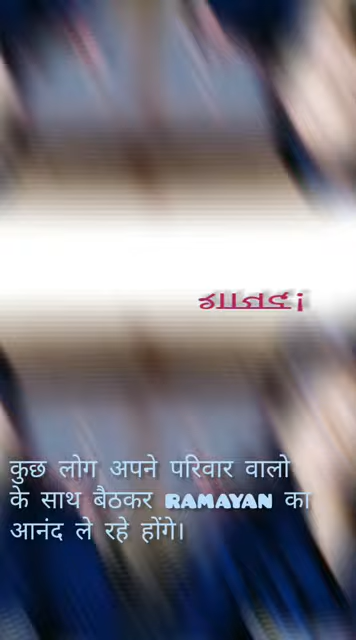 कुछ लोग अपने परिवार वालो
के साथ बैठकर RAMAYAN का
आनंद ले रहे होंगे।